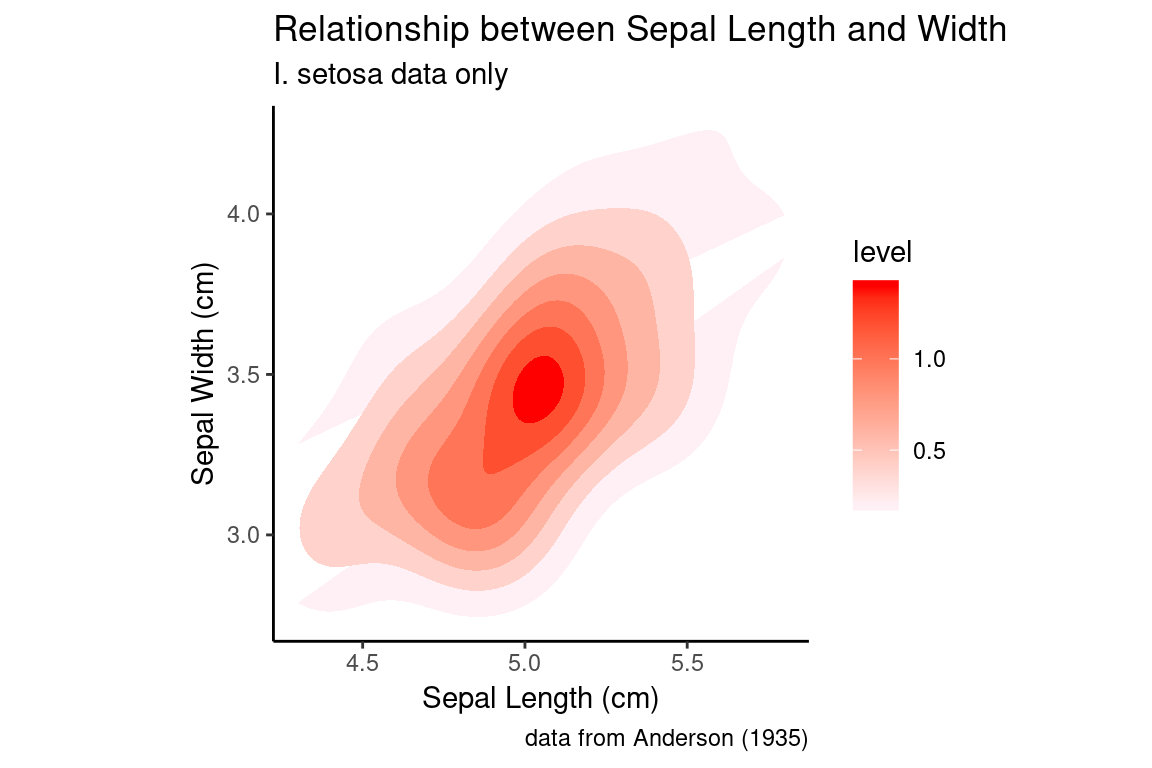 Relationship between Sepal Length and Width
I. setosa data only
Sepal Width (cm)
4.0
3.5
3.0
4.5
5.0
5.5
Sepal Length (cm)
data from Anderson (1935)
level
1.0
0.5